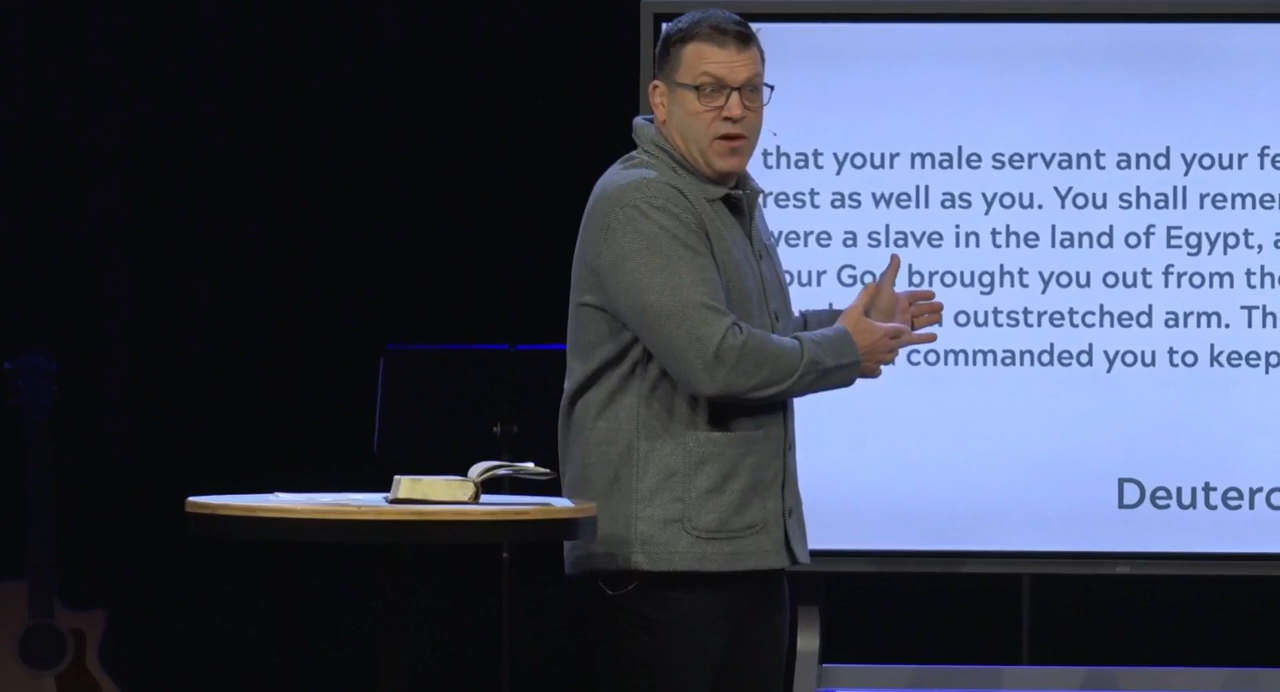 that your male servant and your fe
rest as well as you. You shall remem
were a slave in the land of Egypt, a
our God brought you out from the
outstretched arm. Th
commanded you to keep
Deutero